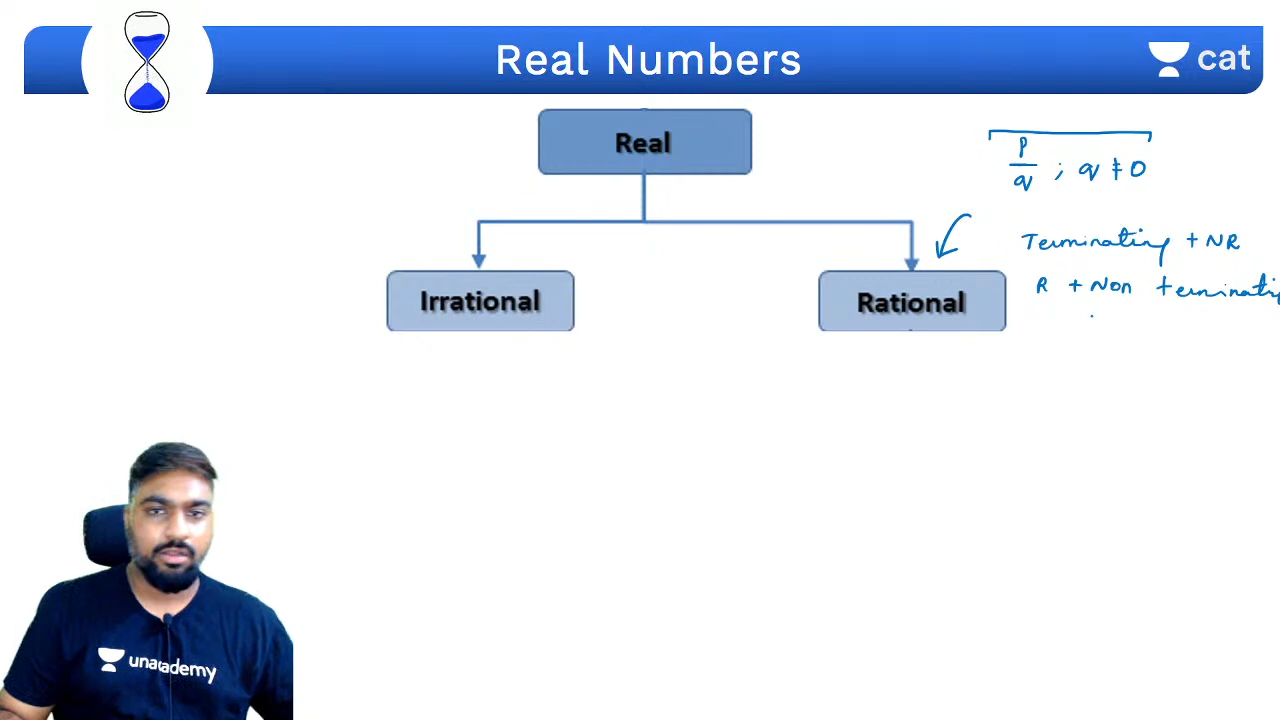 Real Numbers
cat
Real
p/q ; q ≠ 0
Terminating + NR
Irrational
Rational
R + Non terminatin
unacademy